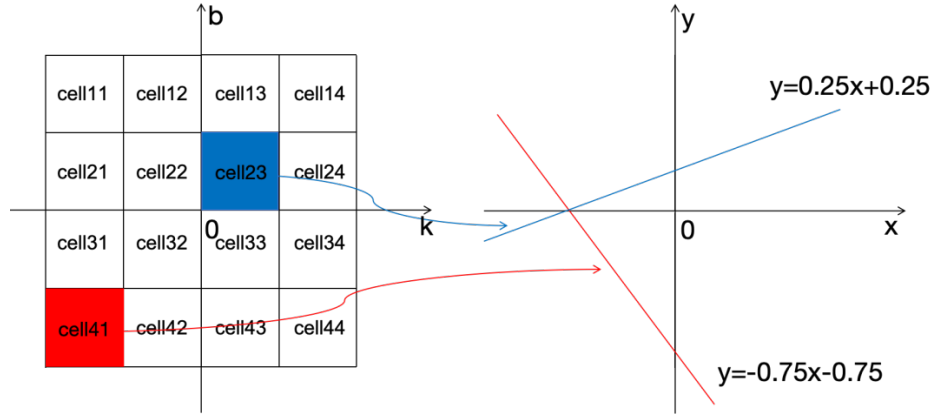 b
y
cell11 cell12 cell13 cell14
y=0.25x+0.25
cell21 cell22 cell23 cell24
0
k
0
x
cell31 cell32 cell33 cell34
cell41 cell42 cell43 cell44
y=-0.75x-0.75